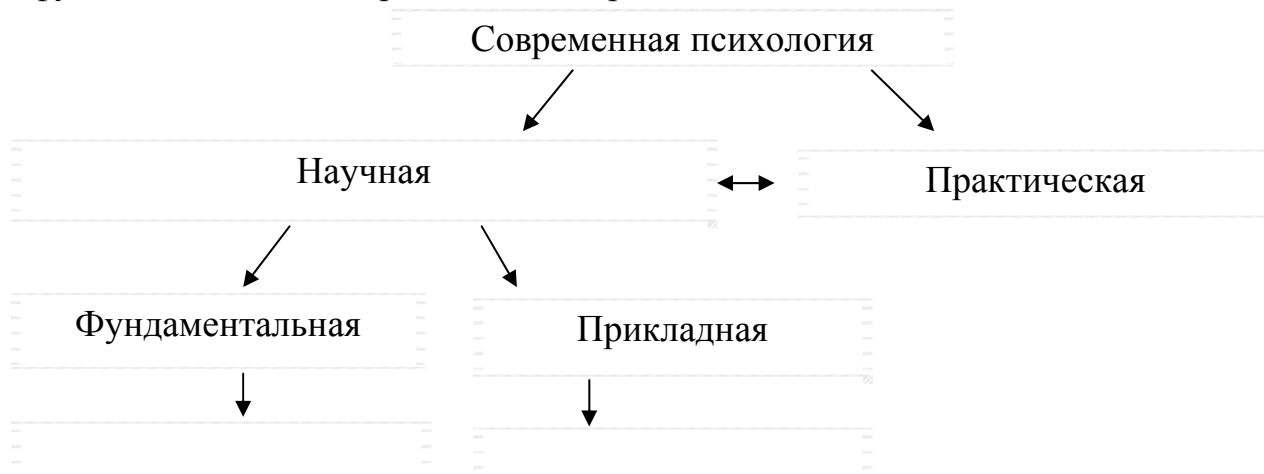 Современная психология
Научная
Практическая
Фундаментальная
Прикладная